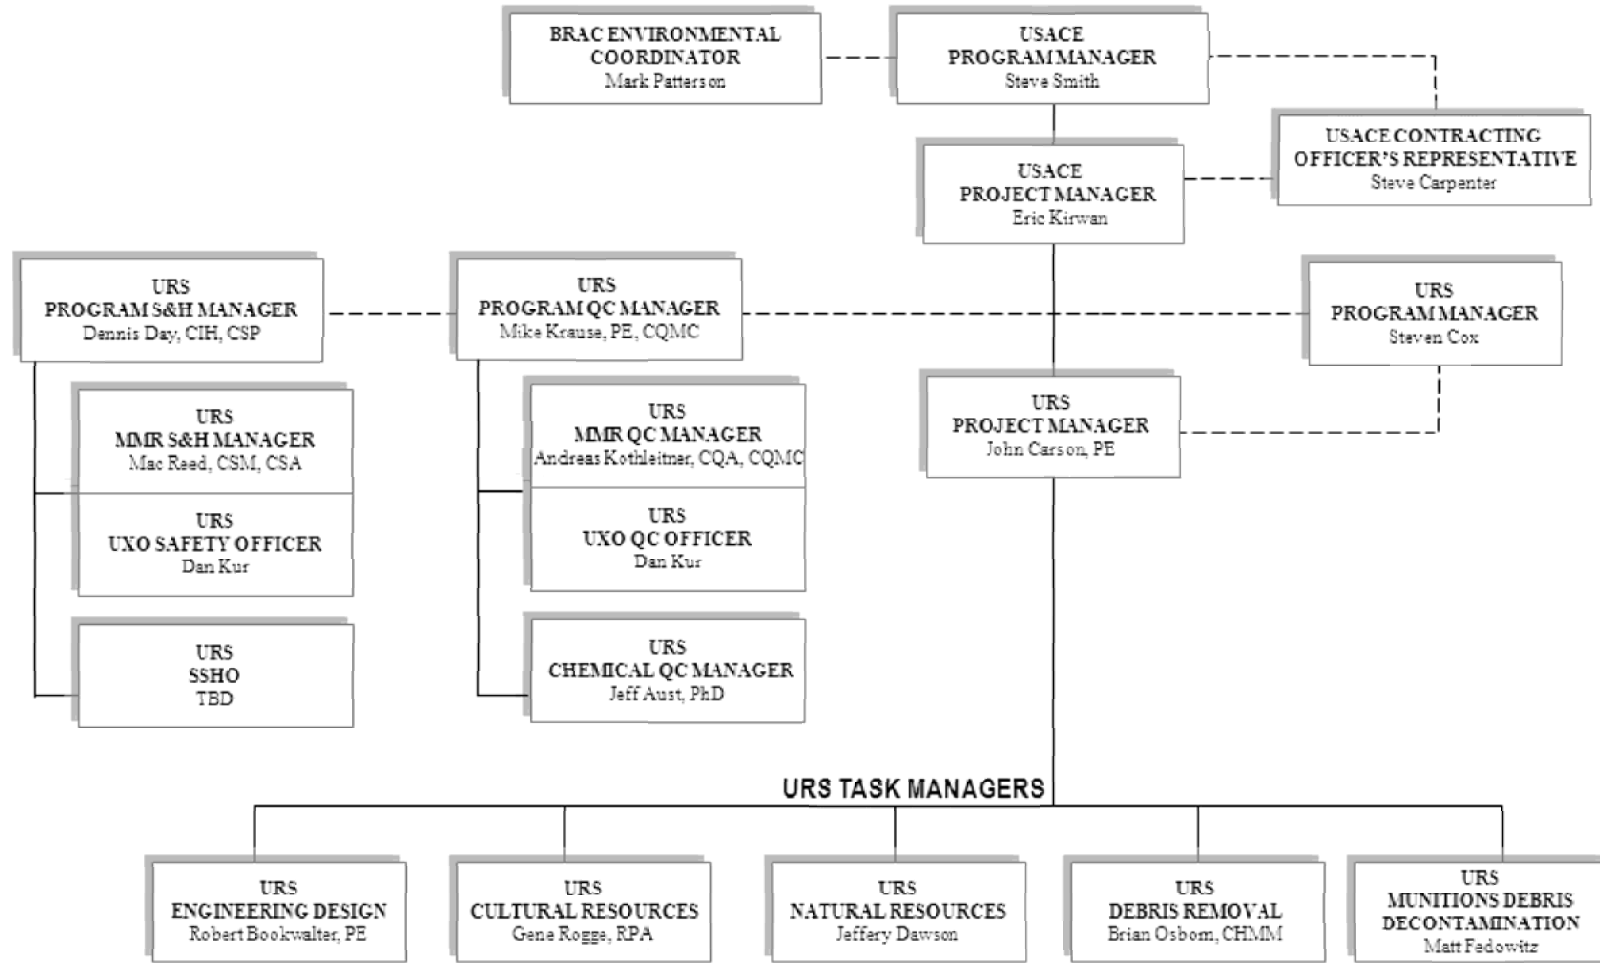 BRAC ENVIRONMENTAL
COORDINATOR
Mark Patterson
USACE
PROGRAM MANAGER
Steve Smith
USACE CONTRACTING
OFFICER'S REPRESENTATIVE
Steve Carpenter
USACE
PROJECT MANAGER
Eric Kirwan
URS
PROGRAM S&H MANAGER
Dennis Day, CIH, CSP
URS
PROGRAM QC MANAGER
Mike Krause, PE, CQMC
URS
PROGRAM MANAGER
Steven Cox
URS
MMR S&H MANAGER
Mac Reed, CSM, CSA
URS
UXO SAFETY OFFICER
Dan Kur
URS
SSHO
TBD
URS
MMR QC MANAGER
Andreas Kothleitner, CQA, CQMC
URS
UXO QC OFFICER
Dan Kur
URS
CHEMICAL QC MANAGER
Jeff Aust, PhD
URS
PROJECT MANAGER
John Carson, PE
URS TASK MANAGERS
URS
ENGINEERING DESIGN
Robert Bookwalter, PE
URS
CULTURAL RESOURCES
Gene Rogge, RPA
URS
NATURAL RESOURCES
Jeffery Dawson
URS
DEBRIS REMOVAL
Brian Osborn, CHMM
URS
MUNITIONS DEBRIS
DECONTAMINATION
Matt Fedowitz